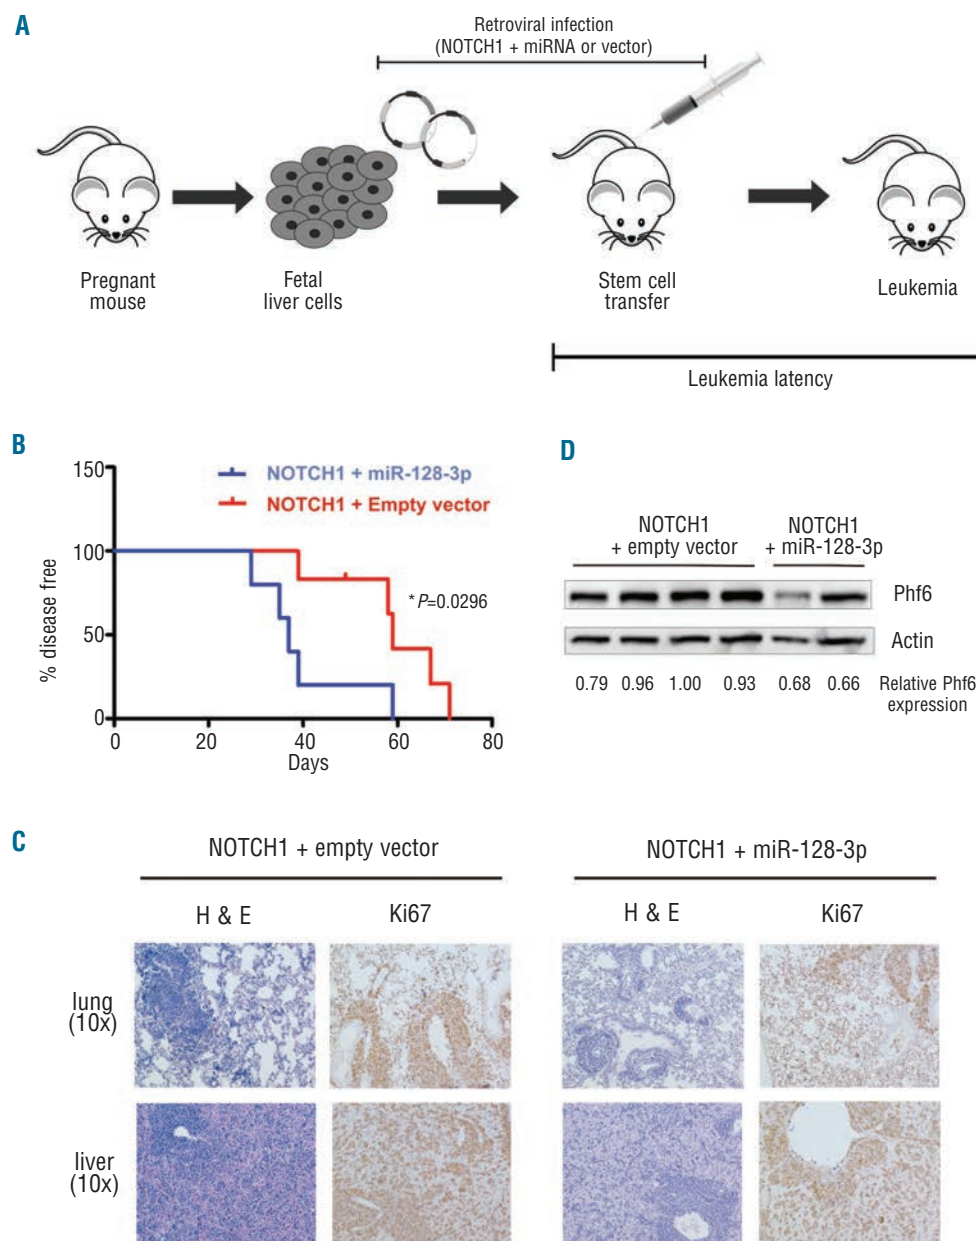 A
Retroviral infection
(NOTCH1 + miRNA or vector)
Pregnant
mouse
Fetal
liver cells
Stem cell
transfer
Leukemia
Leukemia latency
B
% disease free
150
100
50
0
0
20
40
60
80
Days
NOTCH1 + miR-128-3p
NOTCH1 + Empty vector
* P=0.0296
D
NOTCH1
+ empty vector
NOTCH1
+ miR-128-3p
Phf6
Actin
0.79 0.96 1.00 0.93 0.68 0.66 Relative Phf6
expression
C
NOTCH1 + empty vector
NOTCH1 + miR-128-3p
H & E
Ki67
H & E
Ki67
lung
(10x)
liver
(10x)